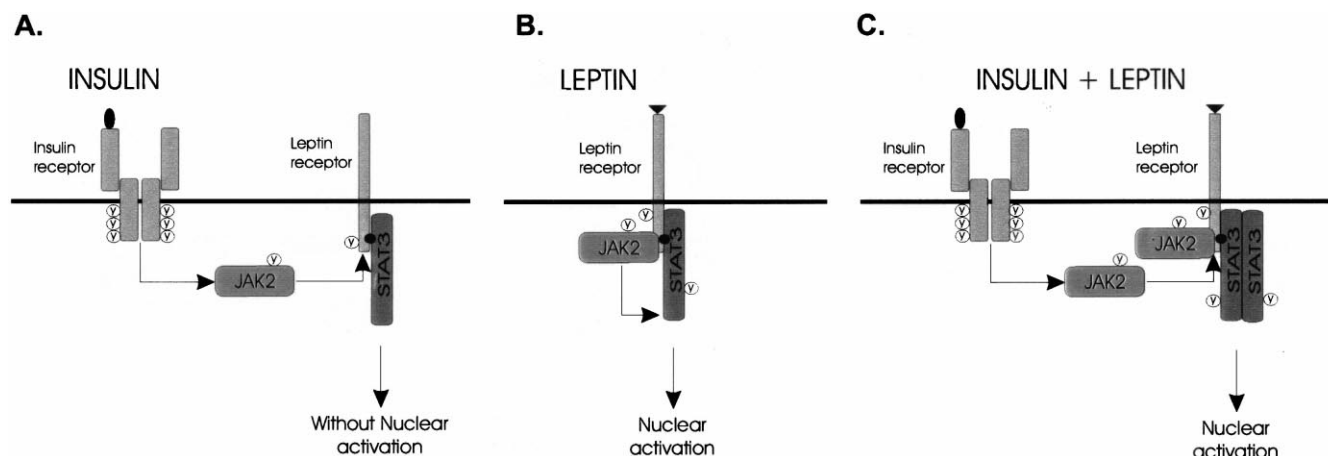 A.
INSULIN
Insulin
receptor
Leptin
receptor
Y
Y
Y
Y
Y
Y
Y
Y
JAK2
STAT3
Without Nuclear
activation
B.
LEPTIN
Leptin
receptor
Y
Y
JAK2
STAT3
Y
Nuclear
activation
C.
INSULIN + LEPTIN
Insulin
receptor
Leptin
receptor
Y
Y
Y
Y
Y
Y
Y
Y
JAK2
Y
JAK2
STAT3
STAT3
Y
Y
Nuclear
activation